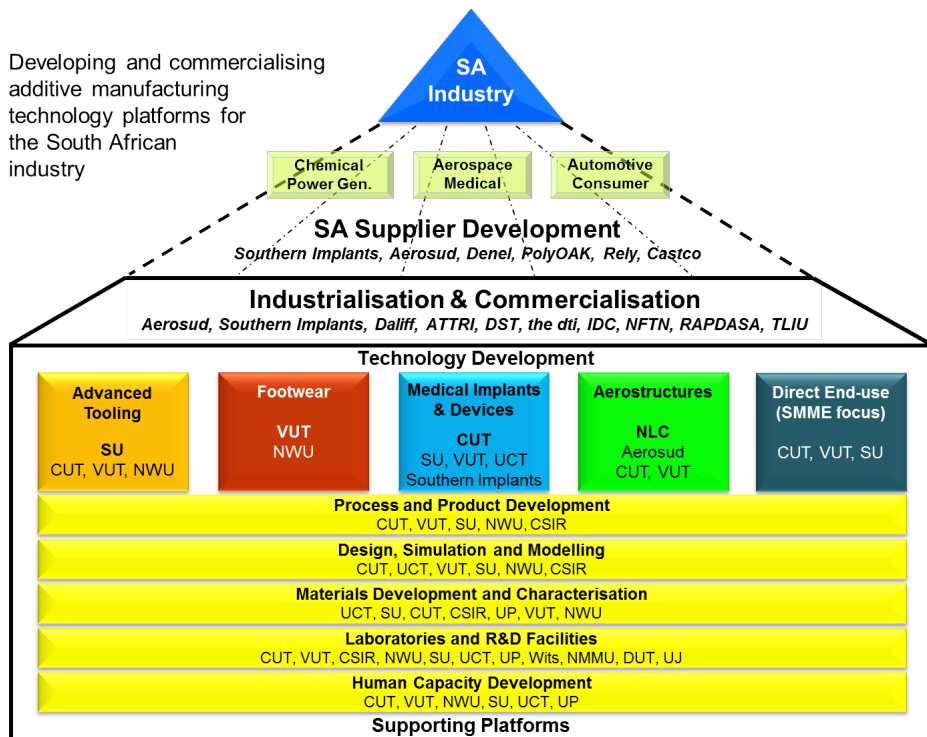 Developing and commercialising
additive manufacturing
technology platforms for
the South African
industry
SA
Industry
Chemical
Power Gen.
Aerospace
Medical
Automotive
Consumer
SA Supplier Development
Southern Implants, Aerosud, Denel, PolyOAK, Rely, Castco
Industrialisation & Commercialisation
Aerosud, Southern Implants, Daliff, ATTRI, DST, the dti, IDC, NFTN, RAPDASA, TLIU
Technology Development
Advanced
Tooling
SU
CUT, VUT, NWU
Footwear
VUT
NWU
Medical Implants
& Devices
CUT
SU, VUT, UCT
Southern Implants
Aerostructures
NLC
Aerosud
CUT, VUT
Direct End-use
(SMME focus)
CUT, VUT, SU
Process and Product Development
CUT, VUT, SU, NWU, CSIR
Design, Simulation and Modelling
CUT, UCT, VUT, SU, NWU, CSIR
Materials Development and Characterisation
UCT, SU, CUT, CSIR, UP, VUT, NWU
Laboratories and R&D Facilities
CUT, VUT, CSIR, NWU, SU, UCT, UP, Wits, NMMU, DUT, UJ
Human Capacity Development
CUT, VUT, NWU, SU, UCT, UP
Supporting Platforms